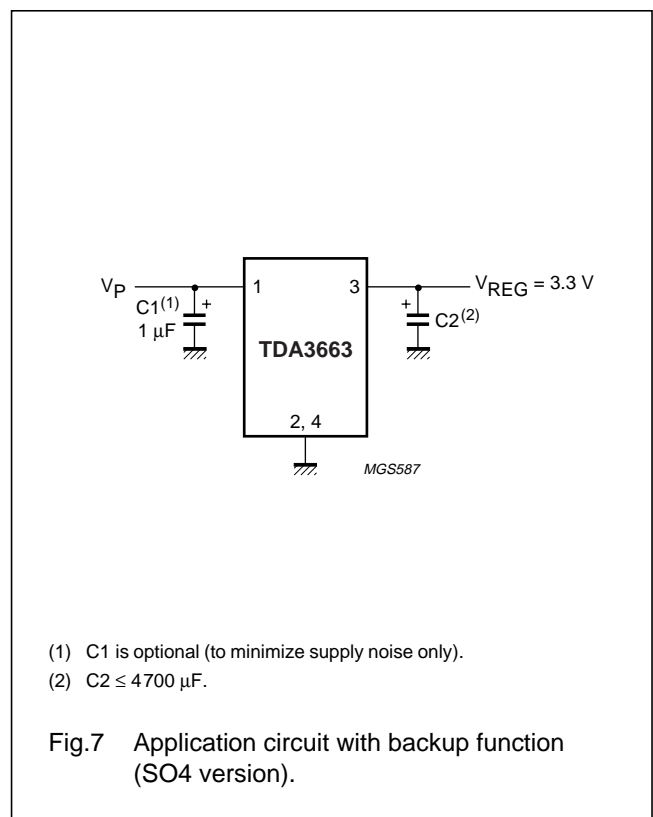 V_P
C1(1) +
1 μF
1
3
TDA3663
2, 4
+
C2(2)
V_REG = 3.3 V
MGS587
(1) C1 is optional (to minimize supply noise only).
(2) C2 ≤ 4700 μF.
Fig.7 Application circuit with backup function
(SO4 version).